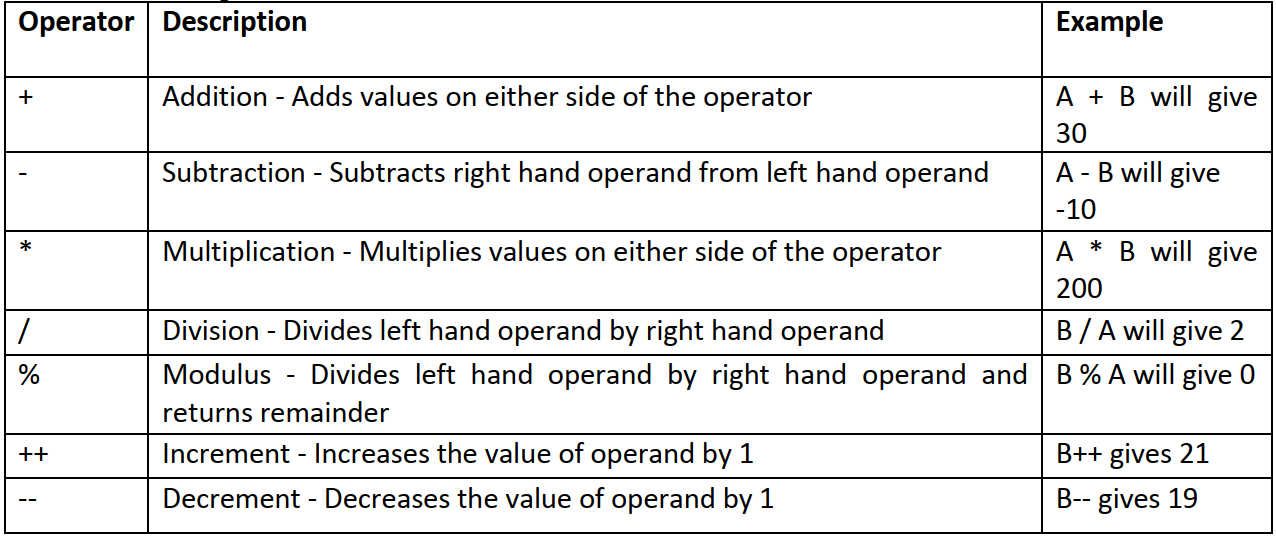 Operator Description Example
+ Addition - Adds values on either side of the operator A + B will give
30
- Subtraction - Subtracts right hand operand from left hand operand A - B will give
-10
* Multiplication - Multiplies values on either side of the operator A * B will give
200
/ Division - Divides left hand operand by right hand operand B / A will give 2
% Modulus - Divides left hand operand by right hand operand and B % A will give 0
returns remainder
++ Increment - Increases the value of operand by 1 B++ gives 21
-- Decrement - Decreases the value of operand by 1 B-- gives 19